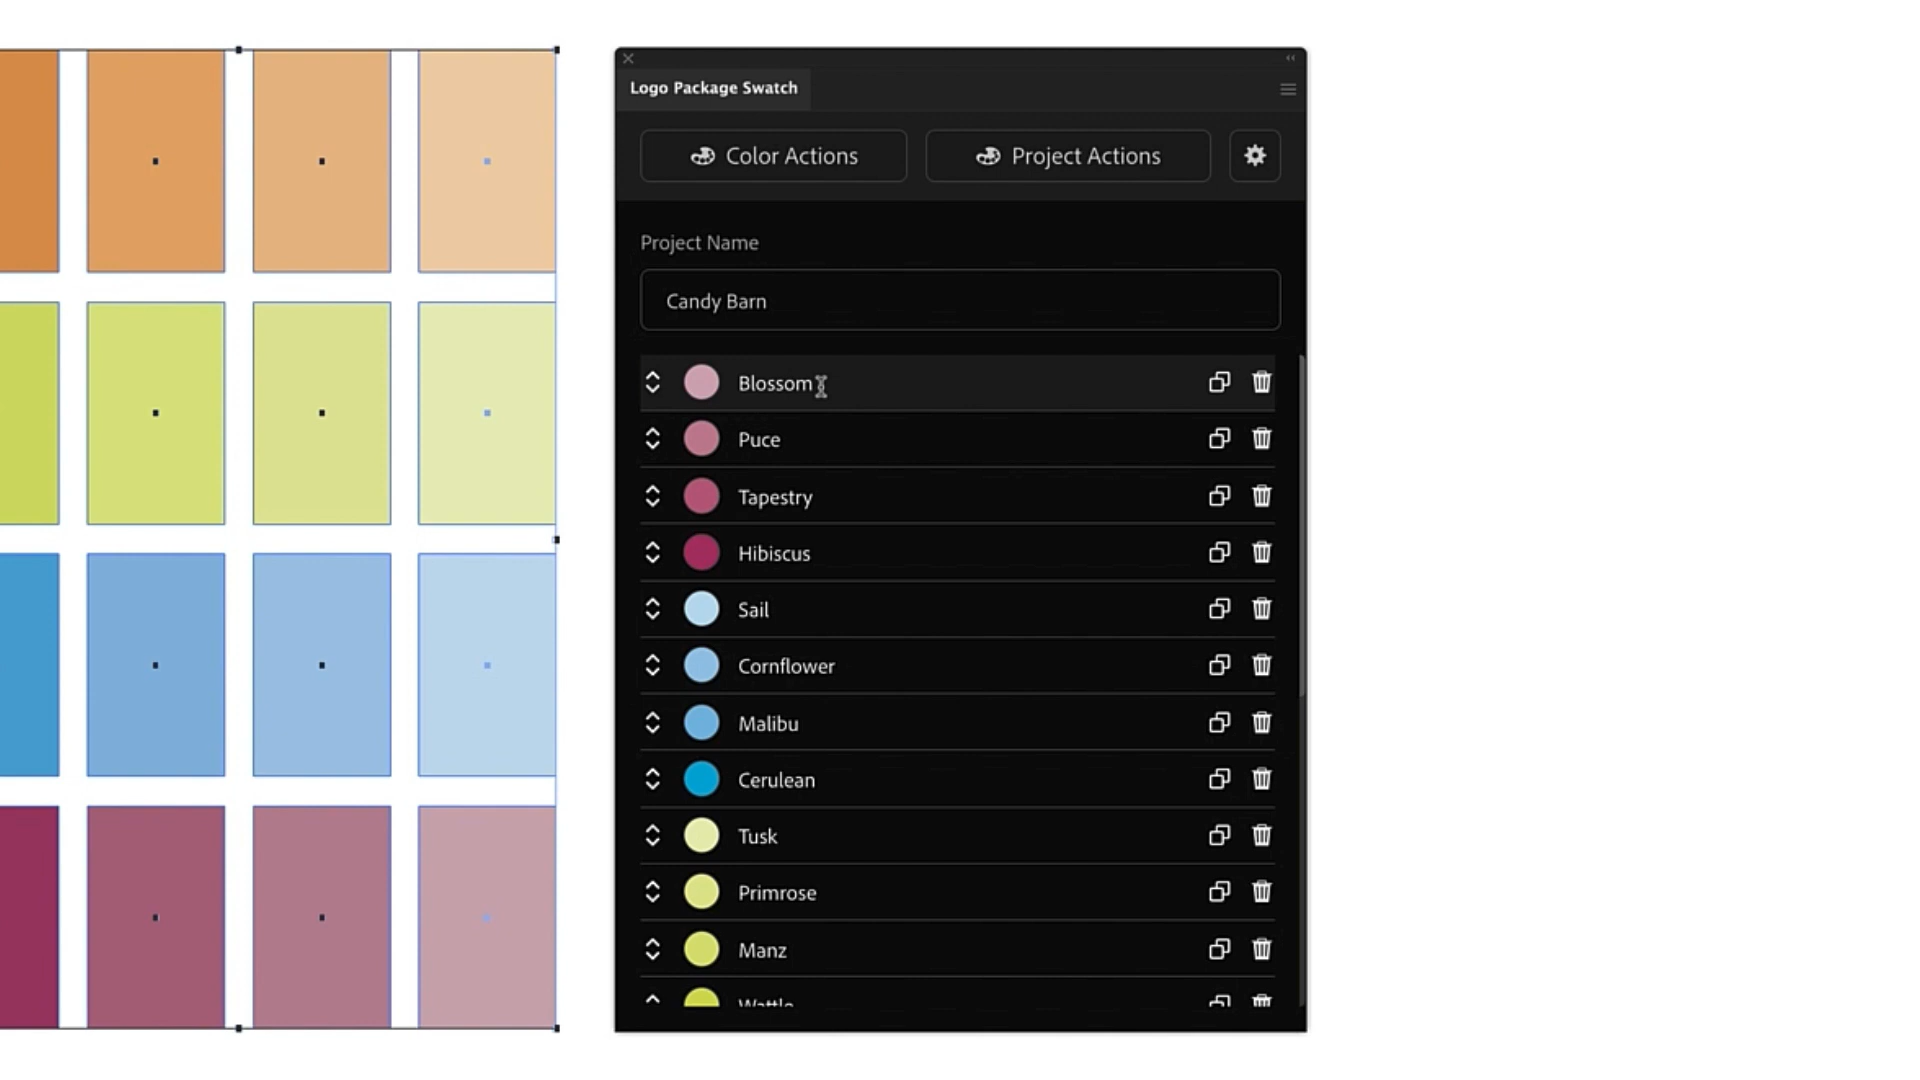 Logo Package Swatch
Color Actions
Project Actions
Project Name
Candy Barn
Blossom
Puce
Tapestry
Hibiscus
Sail
Cornflower
Malibu
Cerulean
Tusk
Primrose
Manz
Wattle